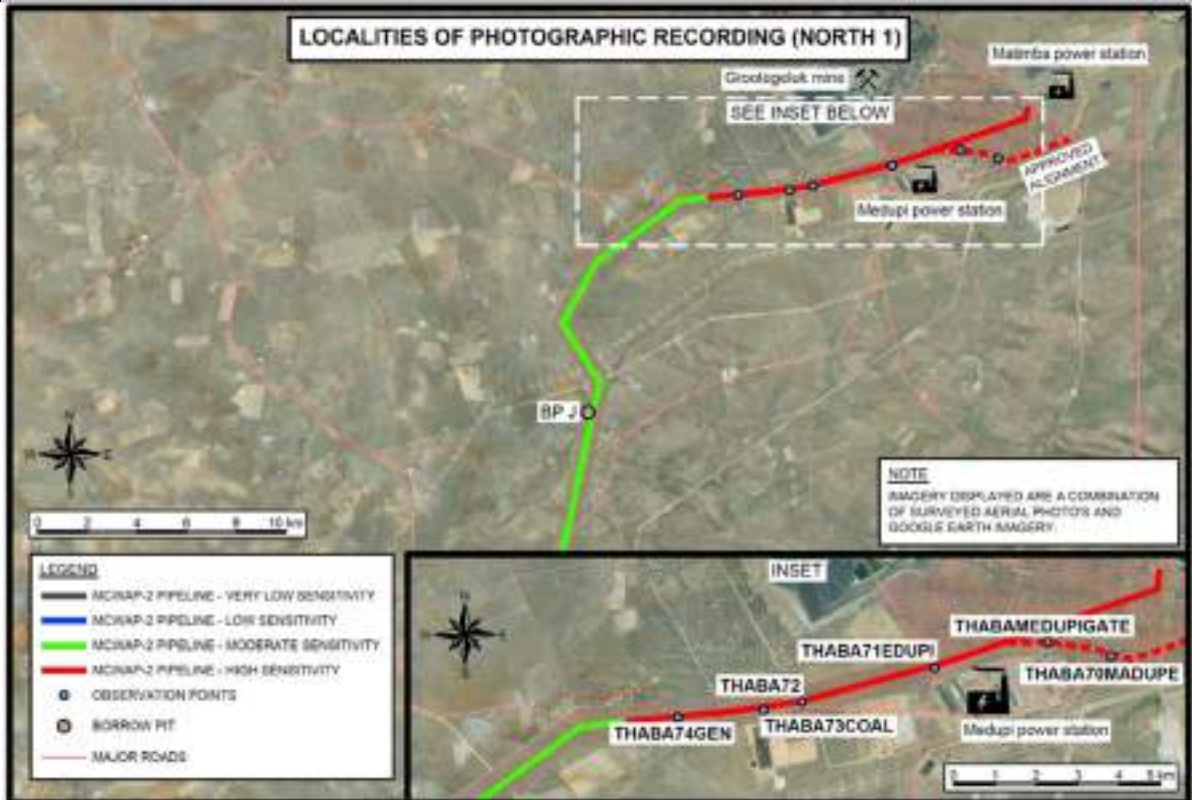 LOCALITIES OF PHOTOGRAPHIC RECORDING (NORTH 1)
Matimba power station
Grootegeluk mine
SEE INSET BELOW
APPROVED
ALIGNMENT
Medupi power station
BP J
N
W
E
S
0 2 4 6 8 10 km
NOTE
IMAGERY DISPLAYED ARE A COMBINATION
OF SURVEYED AERIAL PHOTO'S AND
GOOGLE EARTH IMAGERY.
LEGEND
MCWAP-2 PIPELINE - VERY LOW SENSITIVITY
MCWAP-2 PIPELINE - LOW SENSITIVITY
MCWAP-2 PIPELINE - MODERATE SENSITIVITY
MCWAP-2 PIPELINE - HIGH SENSITIVITY
OBSERVATION POINTS
BORROW PIT
MAJOR ROADS
INSET
THABAMEDUPIGATE
THABA71EDUPI
THABA70MADUPE
THABA72
THABA73COAL
THABA74GEN
Medupi power station
0 1 2 3 4 5 km